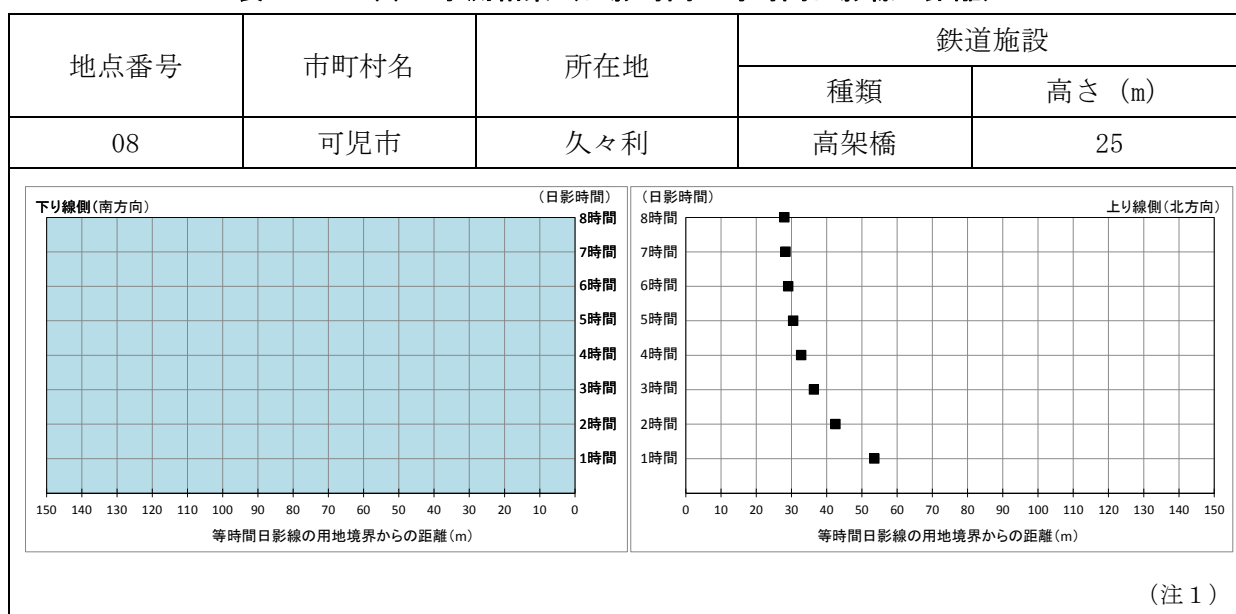 地点番号 市町村名 所在地 鉄道施設
種類 高さ (m)
08 可児市 久々利 高架橋 25
下り線側(南方向) (日影時間)
8時間
7時間
6時間
5時間
4時間
3時間
2時間
1時間
150 140 130 120 110 100 90 80 70 60 50 40 30 20 10 0
等時間日影線の用地境界からの距離(m)
(日影時間) 上り線側(北方向)
8時間
7時間
6時間
5時間
4時間
3時間
2時間
1時間
0 10 20 30 40 50 60 70 80 90 100 110 120 130 140 150
等時間日影線の用地境界からの距離(m)
(注1)